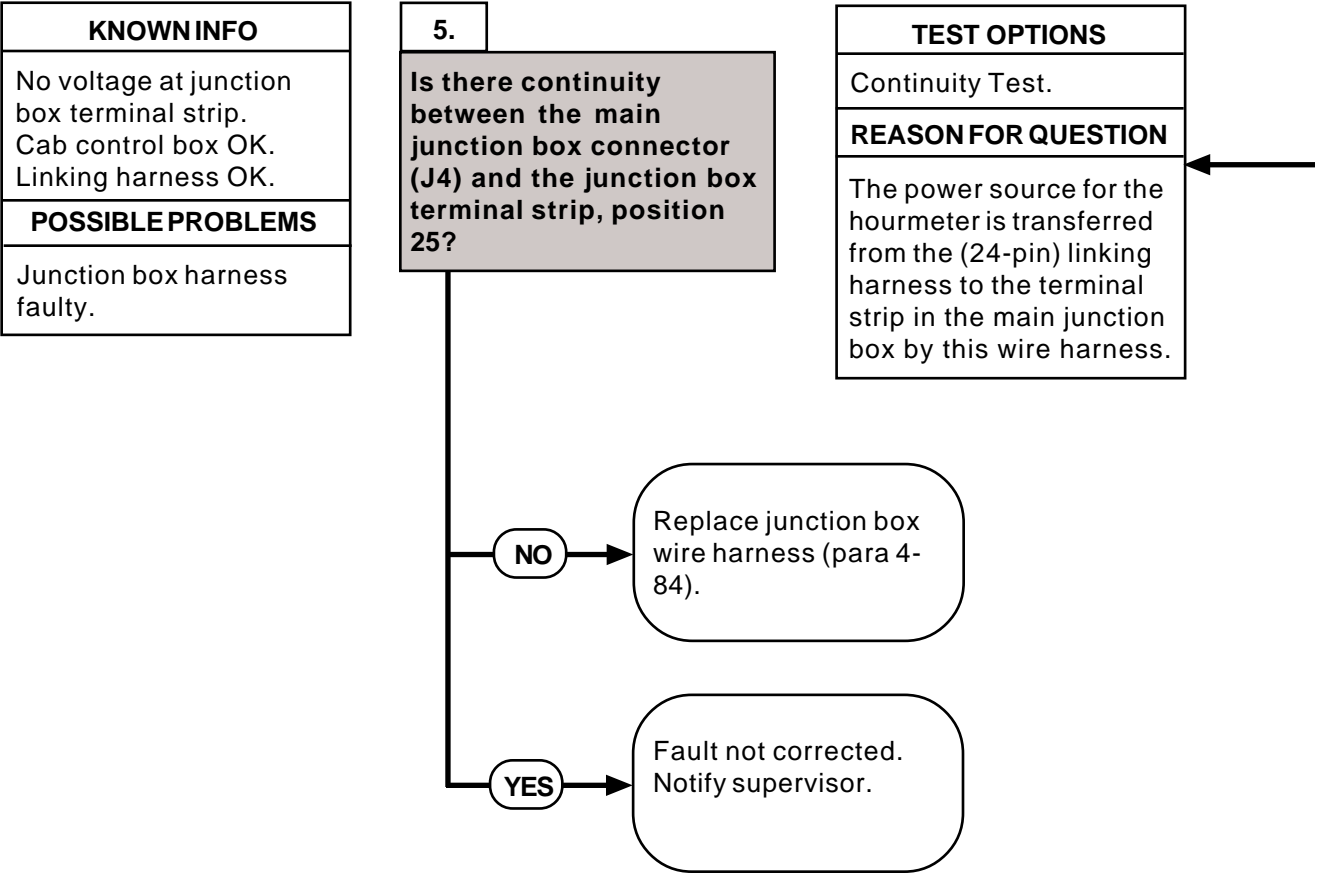 KNOWN INFO
No voltage at junction
box terminal strip.
Cab control box OK.
Linking harness OK.
POSSIBLE PROBLEMS
Junction box harness
faulty.
5.
Is there continuity
between the main
junction box connector
(J4) and the junction box
terminal strip, position
25?
TEST OPTIONS
Continuity Test.
REASON FOR QUESTION
The power source for the
hourmeter is transferred
from the (24-pin) linking
harness to the terminal
strip in the main junction
box by this wire harness.
NO
Replace junction box
wire harness (para 4-
84).
YES
Fault not corrected.
Notify supervisor.